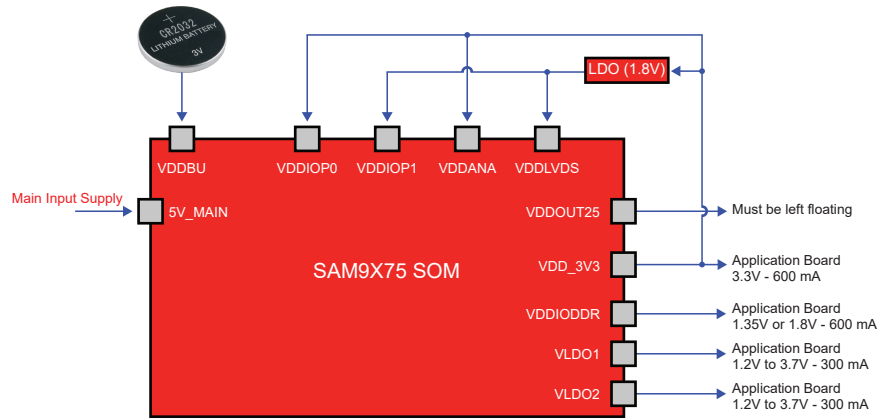 CR2032
LITHIUM BATTERY
3V
LDO (1.8V)
VDDBU
VDDIOP0
VDDIOP1
VDDANA
VDDLVDS
Main Input Supply
5V_MAIN
VDDOUT25
Must be left floating
SAM9X75 SOM
VDD_3V3
Application Board
3.3V - 600 mA
VDDIODDR
Application Board
1.35V or 1.8V - 600 mA
VLDO1
Application Board
1.2V to 3.7V - 300 mA
VLDO2
Application Board
1.2V to 3.7V - 300 mA